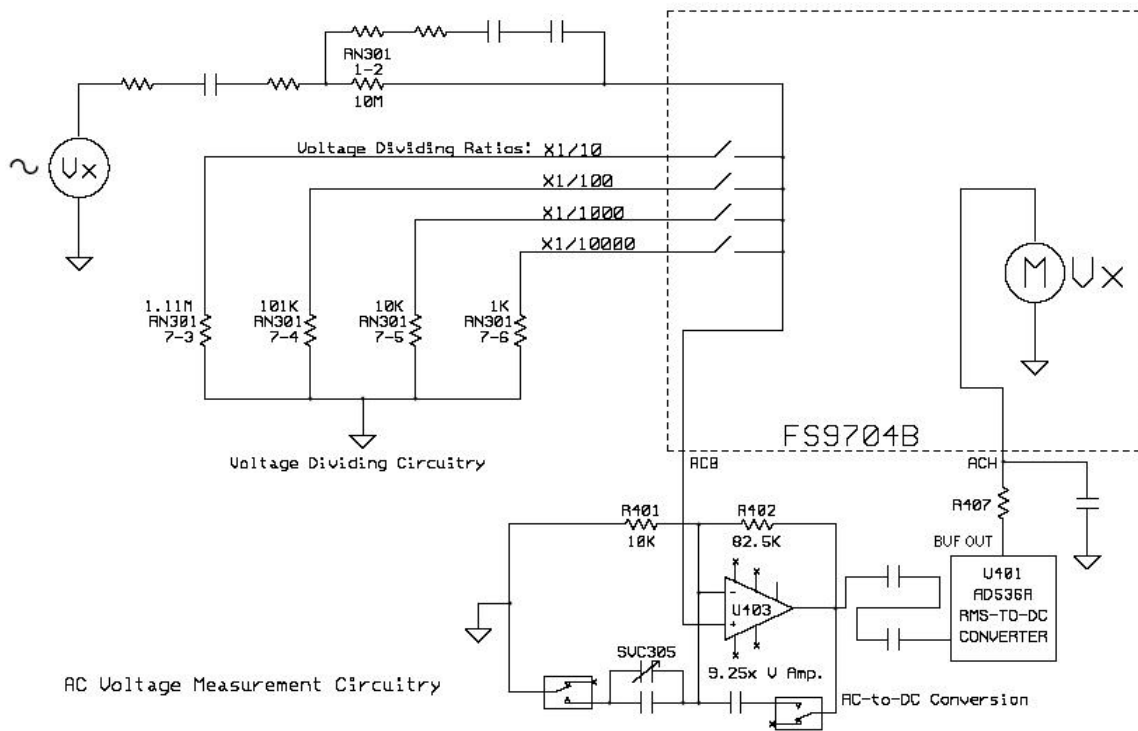 RN301
1-2
10M
Vx
Voltage Dividing Ratios: X1/10
X1/100
X1/1000
X1/10000
M Vx
1.11M
RN301
7-3
101K
RN301
7-4
10K
RN301
7-5
1K
RN301
7-6
FS9704B
Voltage Dividing Circuitry
ACB
ACH
R401
10K
R402
82.5K
R407
BUF OUT
U401
AD536A
RMS-TO-DC
CONVERTER
-
U403
+
SVC305
9.25x V Amp.
AC Voltage Measurement Circuitry
AC-to-DC Conversion